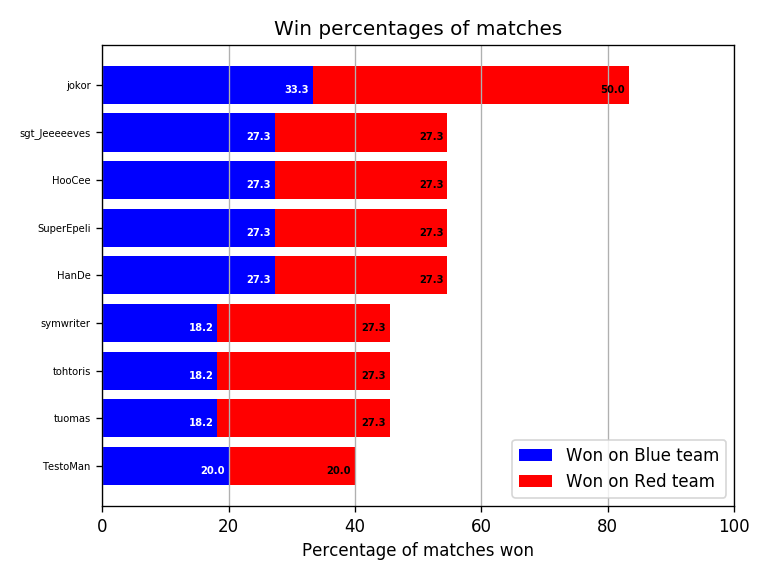 Win percentages of matches
jokor 33.3 50.0
sgt_Jeeeeeves 27.3 27.3
HooCee 27.3 27.3
SuperEpeli 27.3 27.3
HanDe 27.3 27.3
symwriter 18.2 27.3
tohtoris 18.2 27.3
tuomas 18.2 27.3
TestoMan 20.0 20.0
Won on Blue team
Won on Red team
0 20 40 60 80 100
Percentage of matches won